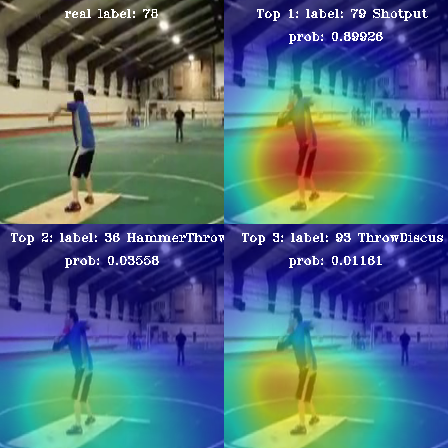 real label: 78
Top 1: label: 79 Shotput
prob: 0.89926
Top 2: label: 36 HammerThrow
prob: 0.03558
Top 3: label: 93 ThrowDiscus
prob: 0.01161